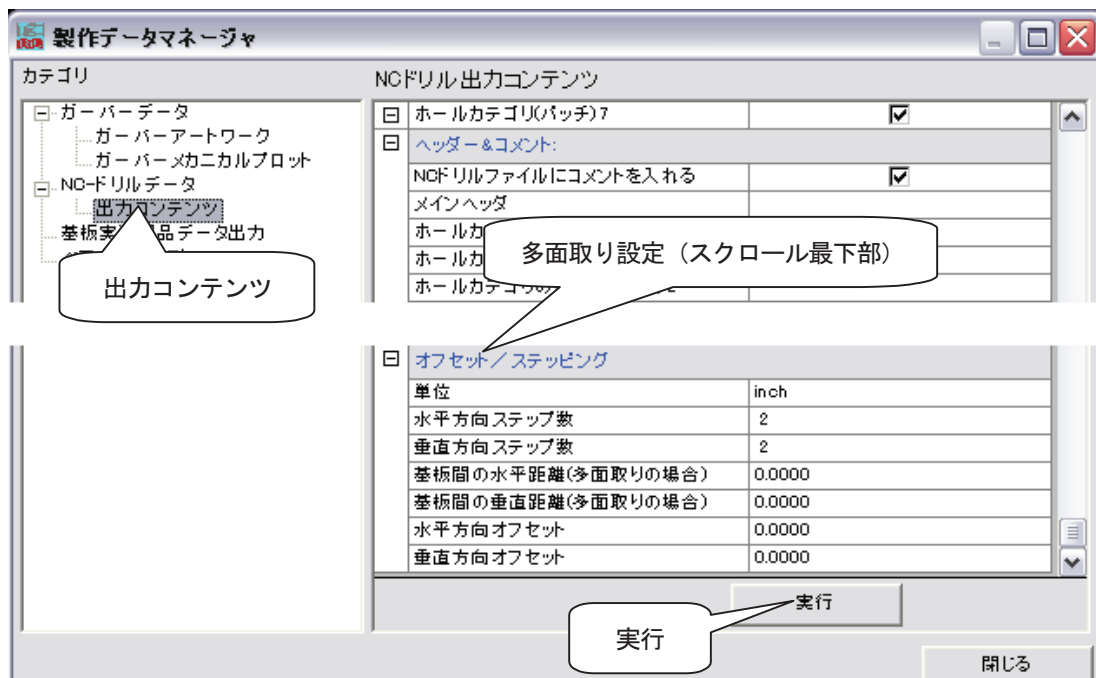 製作データマネージャ
カテゴリ
ガーバーデータ
ガーバーアートワーク
ガーバーメカニカルプロット
NC-ドリルデータ
出力コンテンツ
基板実 品データ出力
出力コンテンツ
NCドリル出力コンテンツ
ホールカテゴリ(パッチ)7
ヘッダー&コメント:
NCドリルファイルにコメントを入れる
メインヘッダ
ホールカ
ホールカ
ホールカテゴリの
多面取り設定（スクロール最下部）
オフセット／ステッピング
単位 inch
水平方向ステップ数 2
垂直方向ステップ数 2
基板間の水平距離(多面取りの場合) 0.0000
基板間の垂直距離(多面取りの場合) 0.0000
水平方向オフセット 0.0000
垂直方向オフセット 0.0000
実行
実行
閉じる